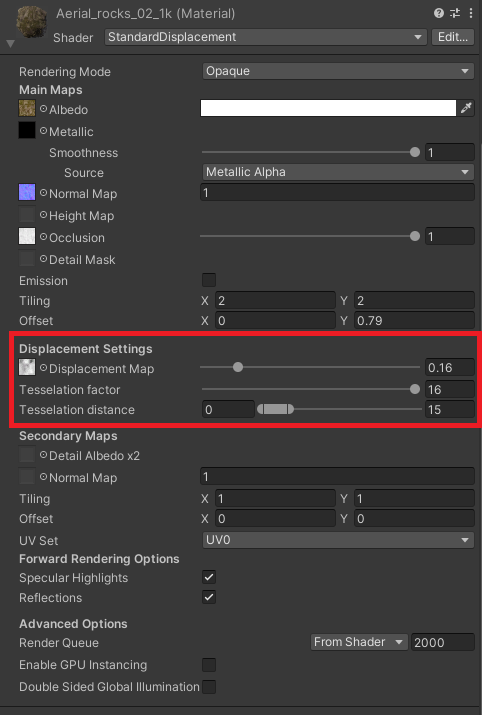 Aerial_rocks_02_1k (Material)
Shader StandardDisplacement Edit...
Rendering Mode Opaque
Main Maps
Albedo
Metallic
Smoothness 1
Source Metallic Alpha
Normal Map 1
Height Map
Occlusion 1
Detail Mask
Emission
Tiling X 2 Y 2
Offset X 0 Y 0.79
Displacement Settings
Displacement Map 0.16
Tesselation factor 16
Tesselation distance 0 15
Secondary Maps
Detail Albedo x2
Normal Map 1
Tiling X 1 Y 1
Offset X 0 Y 0
UV Set UV0
Forward Rendering Options
Specular Highlights
Reflections
Advanced Options
Render Queue From Shader 2000
Enable GPU Instancing
Double Sided Global Illumination